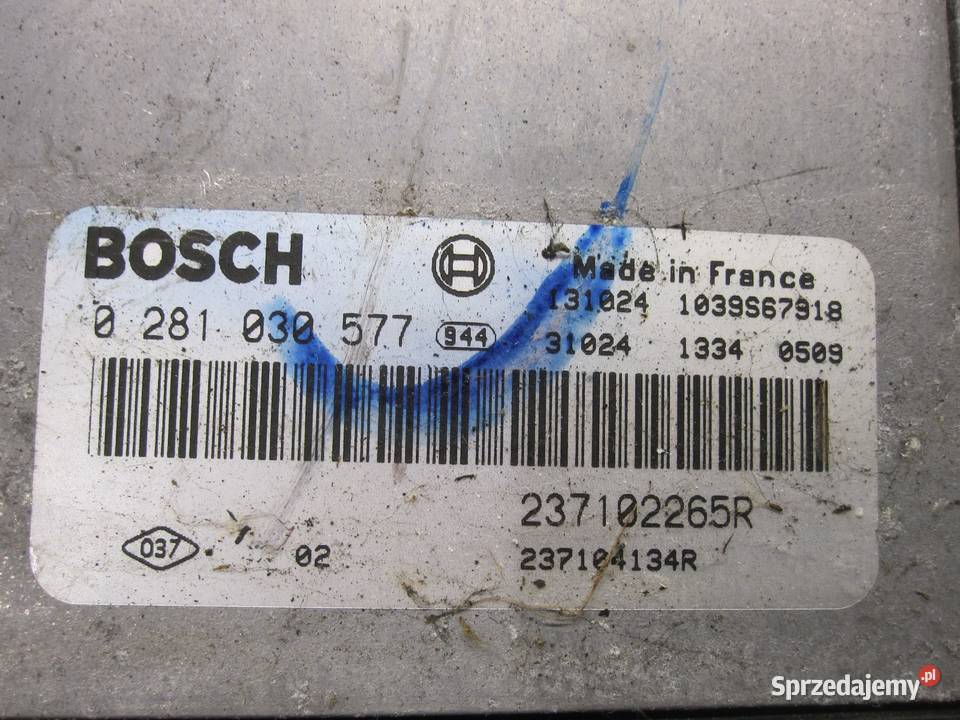 BOSCH
Made in France
131024 1039S67918
0 281 030 577 944
31024 1334 0509
237102265R
037 02 237104134R
Sprzedajemy.pl